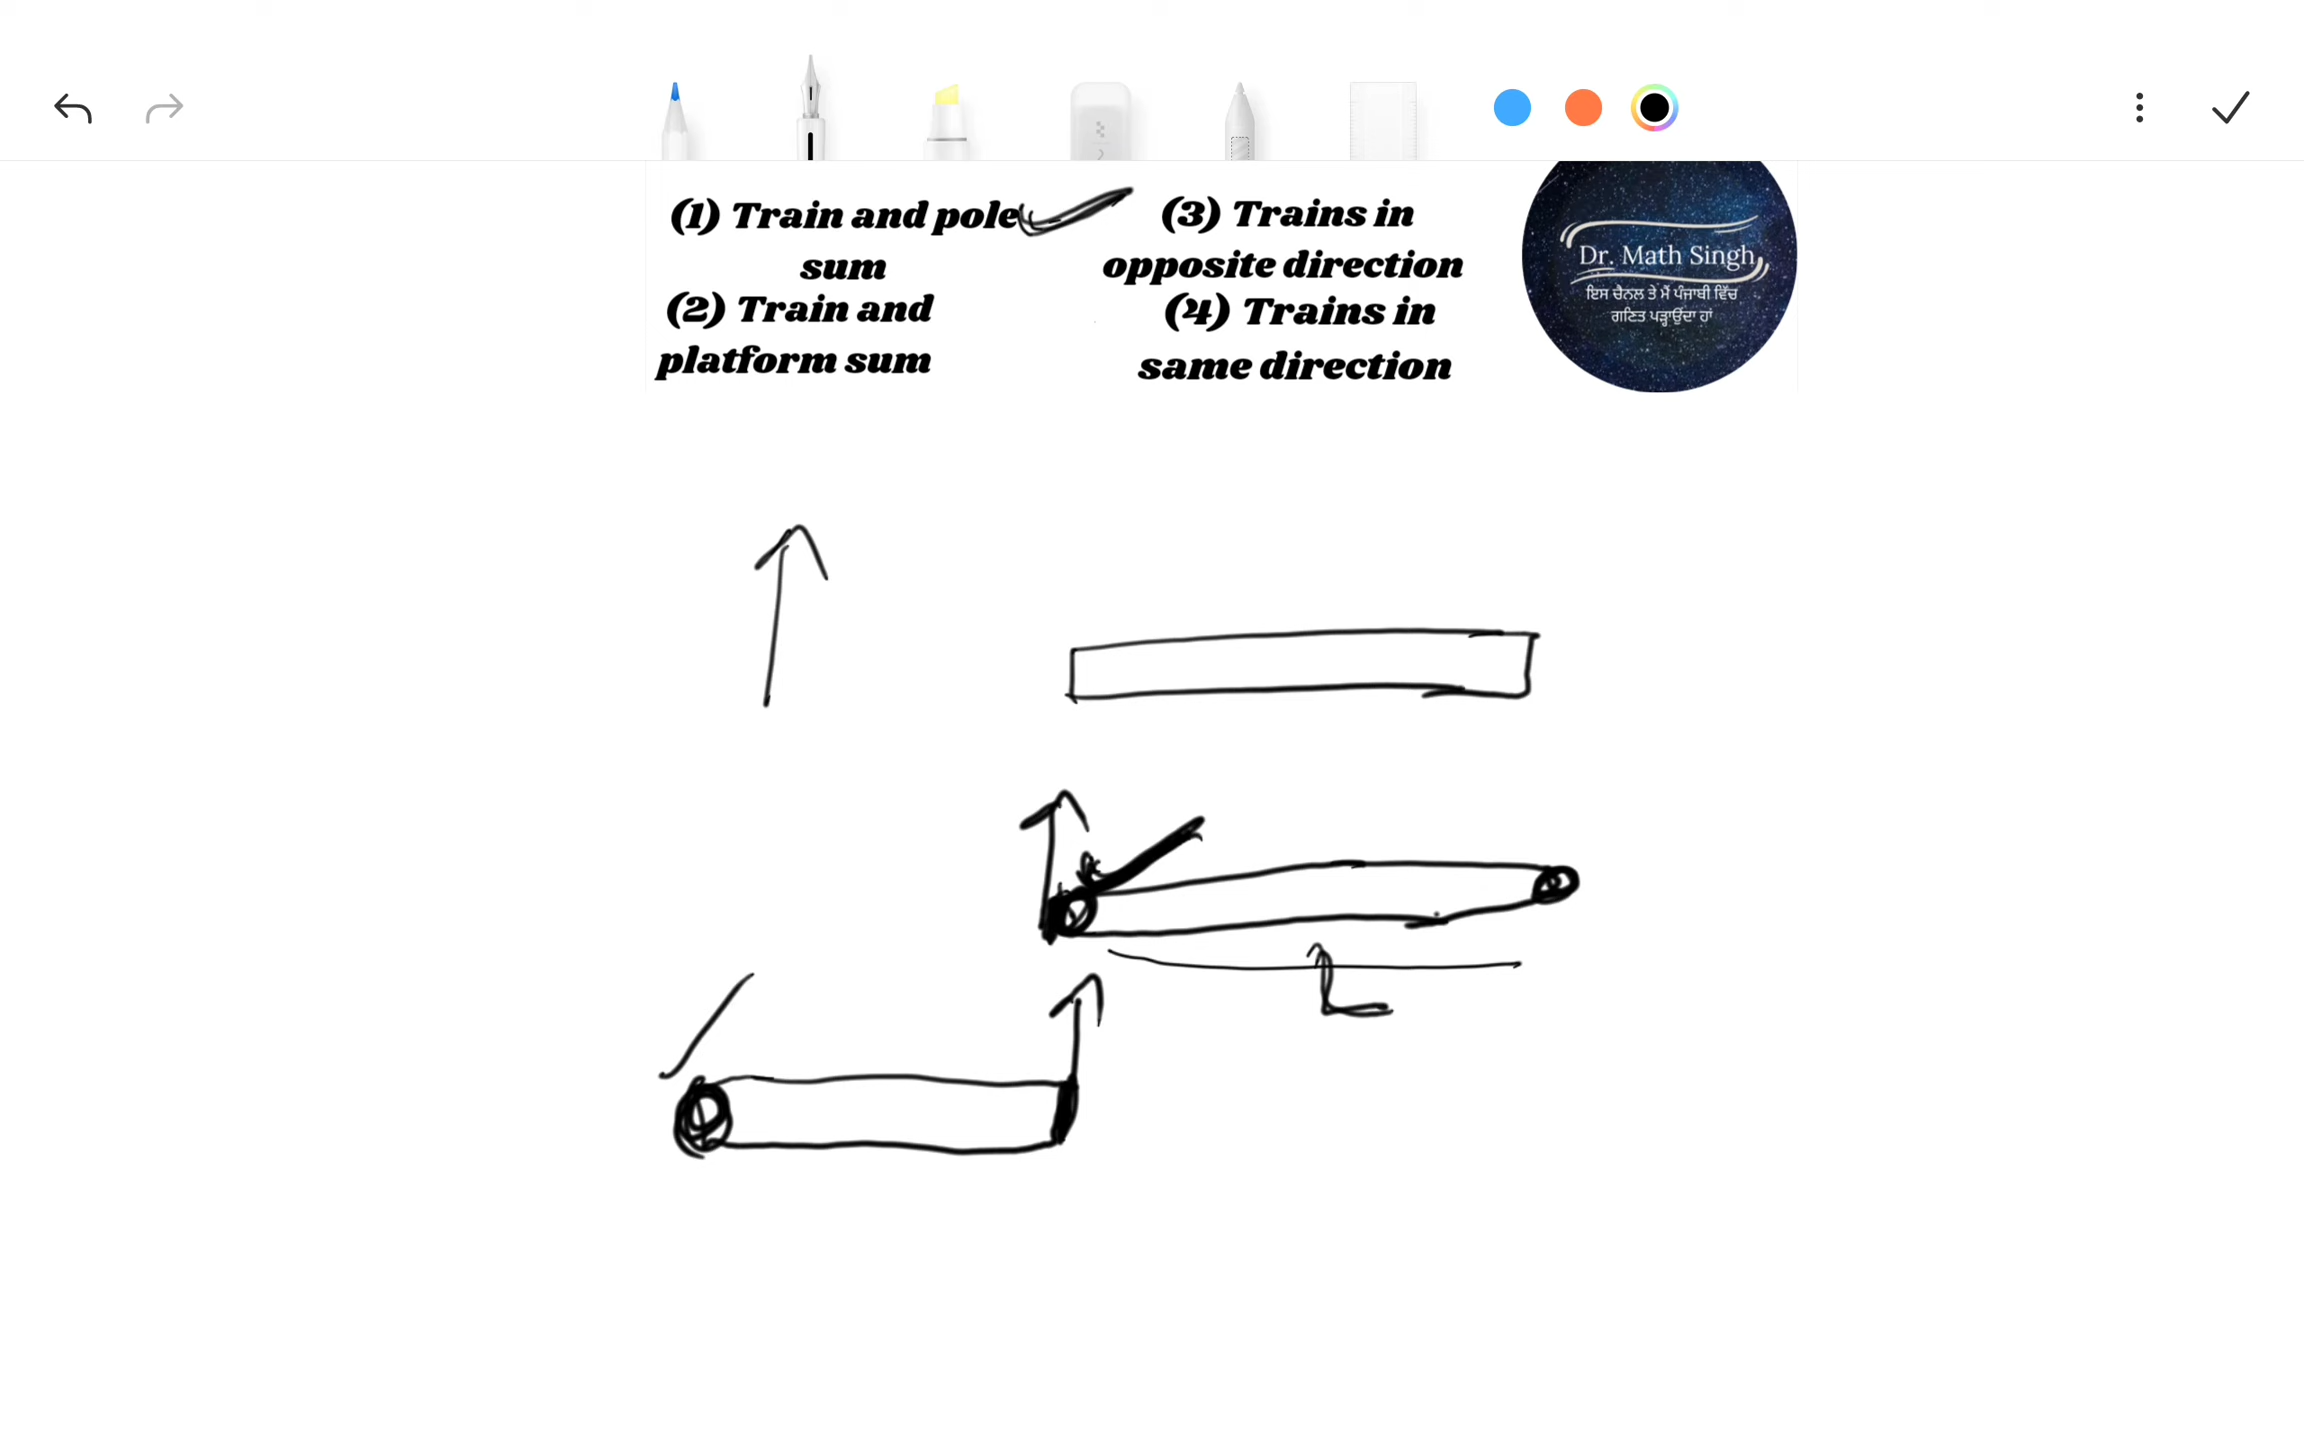 (1) Train and pole
sum
(2) Train and
platform sum
(3) Trains in
opposite direction
(4) Trains in
same direction
Dr. Math Singh
ਇਸ ਚੈਨਲ ਤੇ ਮੈਂ ਪੰਜਾਬੀ ਵਿੱਚ
ਗਣਿਤ ਪੜ੍ਹਾਉਂਦਾ ਹਾਂ
L